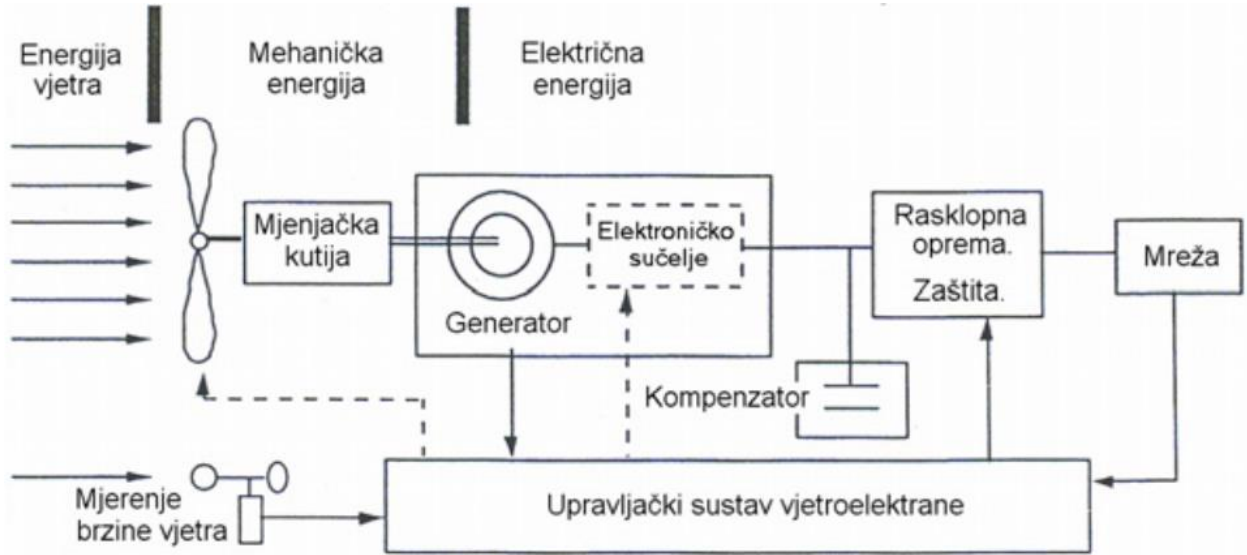 Energija
vjetra
Mehanička
energija
Električna
energija
Mjenjačka
kutija
Generator
Elektroničko
sučelje
Rasklopna
oprema.
Zaštita.
Mreža
Kompenzator
Mjerenje
brzine vjetra
Upravljački sustav vjetroelektrane